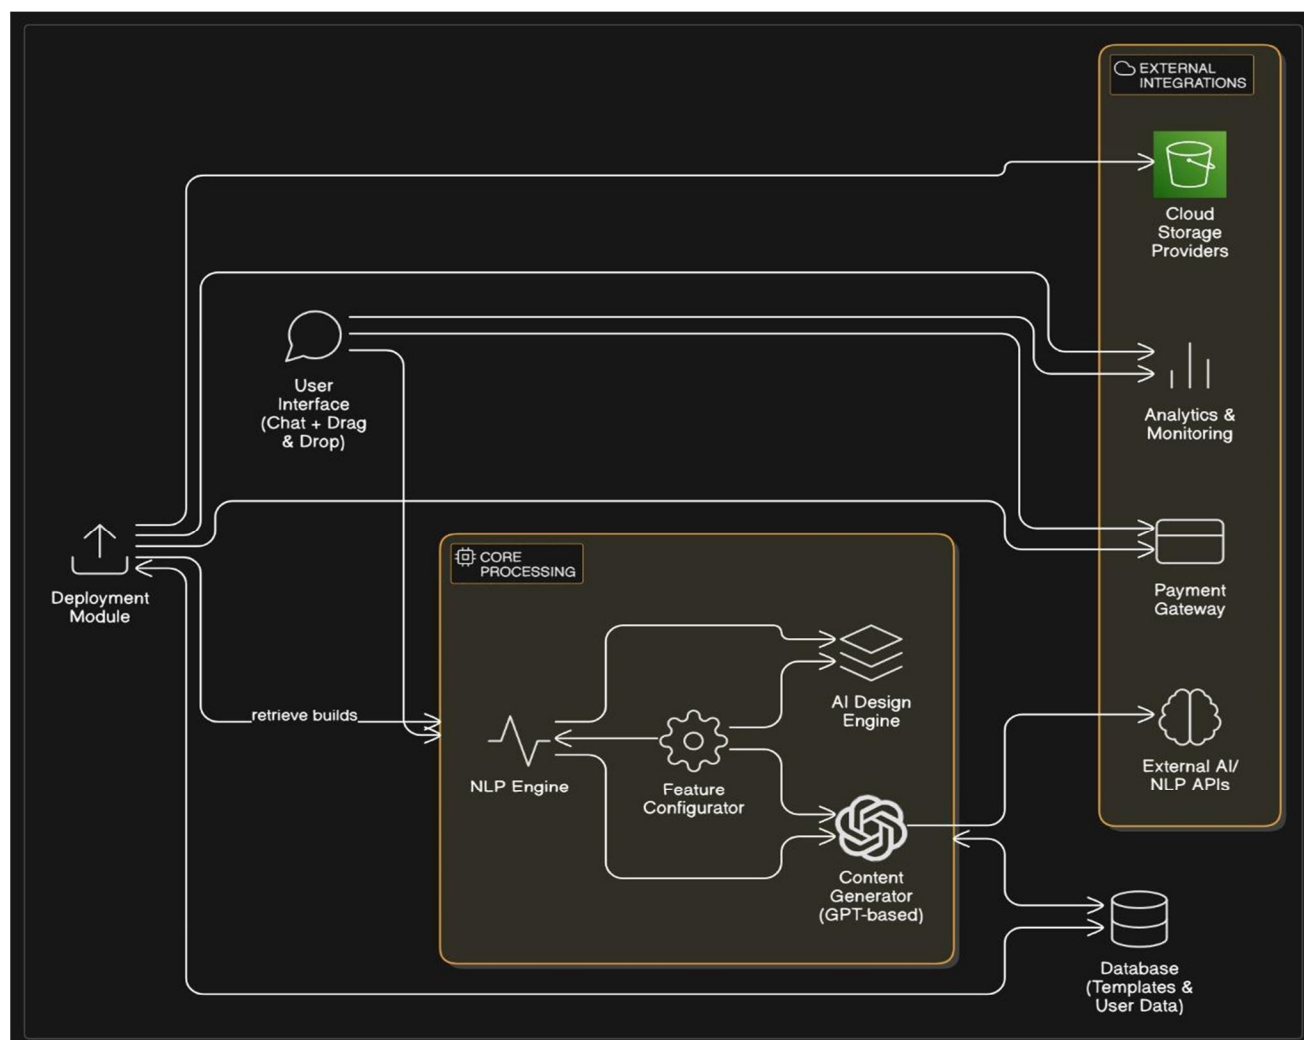 EXTERNAL
INTEGRATIONS
Cloud
Storage
Providers
User
Interface
(Chat + Drag
& Drop)
Analytics &
Monitoring
Deployment
Module
CORE
PROCESSING
Payment
Gateway
retrieve builds
AI Design
Engine
NLP Engine
Feature
Configurator
External AI/
NLP APIs
Content
Generator
(GPT-based)
Database
(Templates &
User Data)